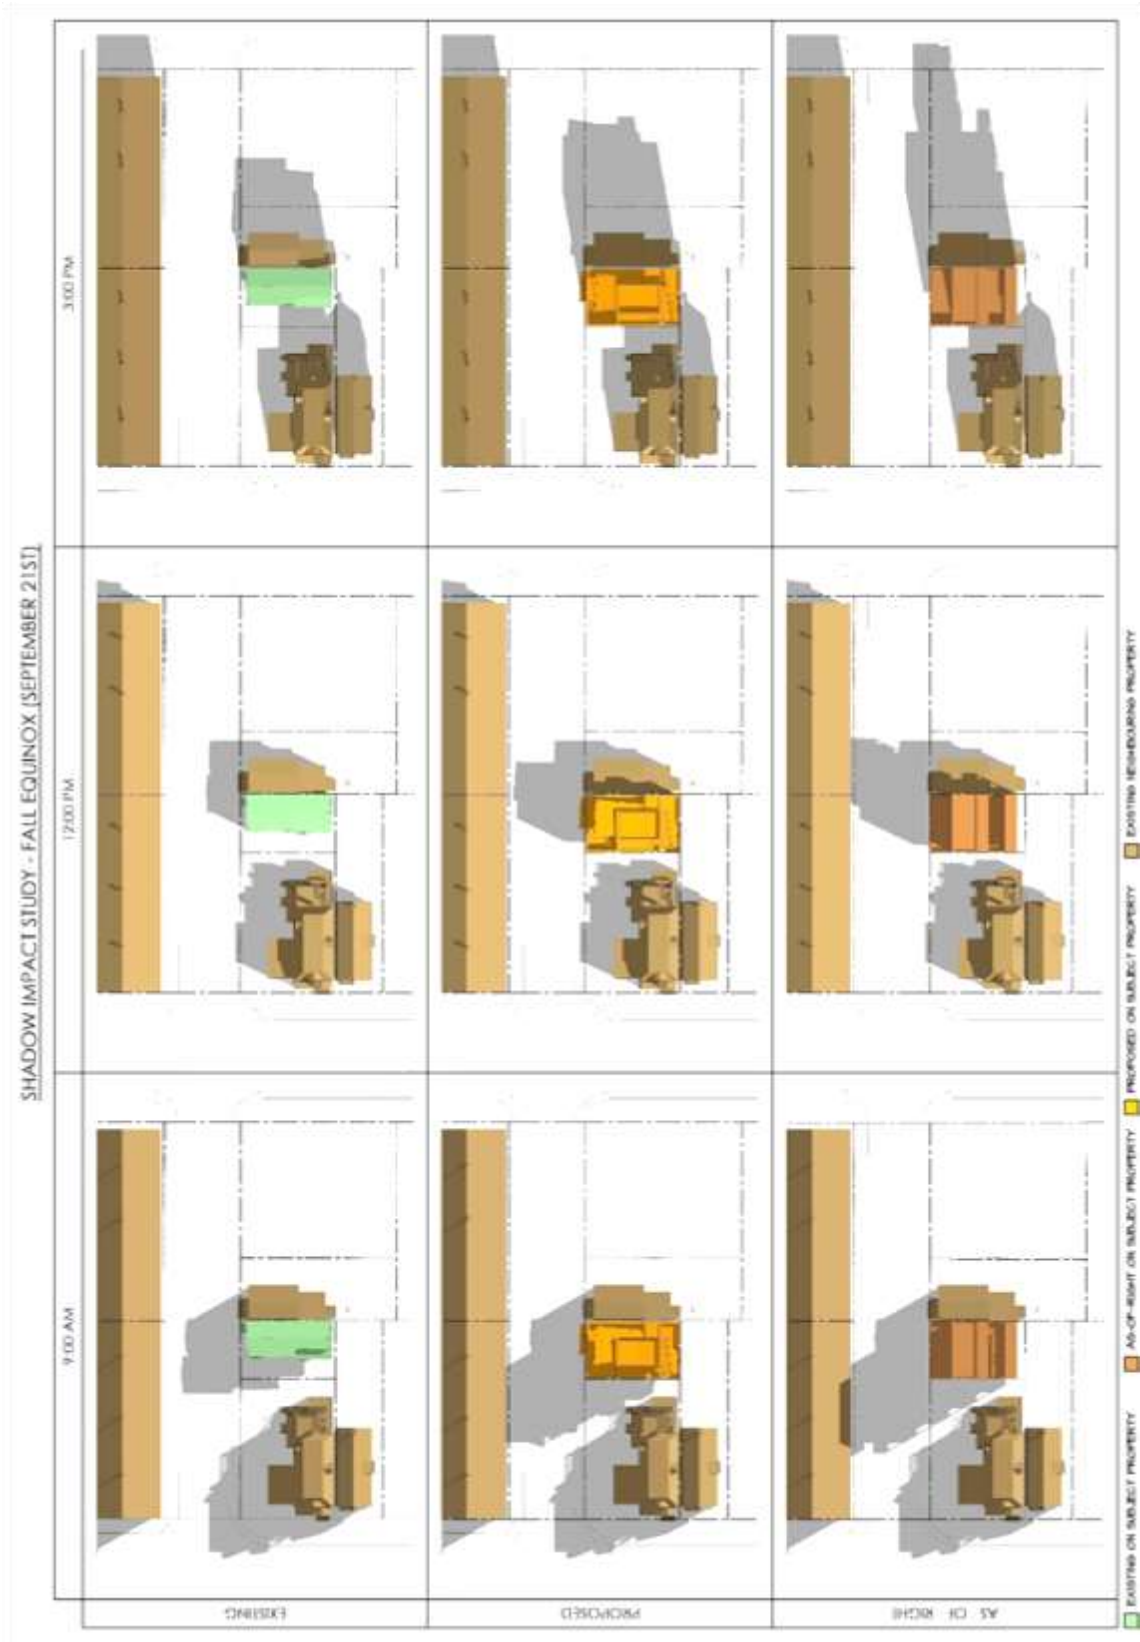 SHADOW IMPACT STUDY - FALL EQUINOX (SEPTEMBER 21ST)
9:00 AM
12:00 PM
3:00 PM
EXISTING
PROPOSED
AS OF RIGHT
EXISTING ON SUBJECT PROPERTY
AS-OF-RIGHT ON SUBJECT PROPERTY
PROPOSED ON SUBJECT PROPERTY
EXISTING NEIGHBOURING PROPERTY